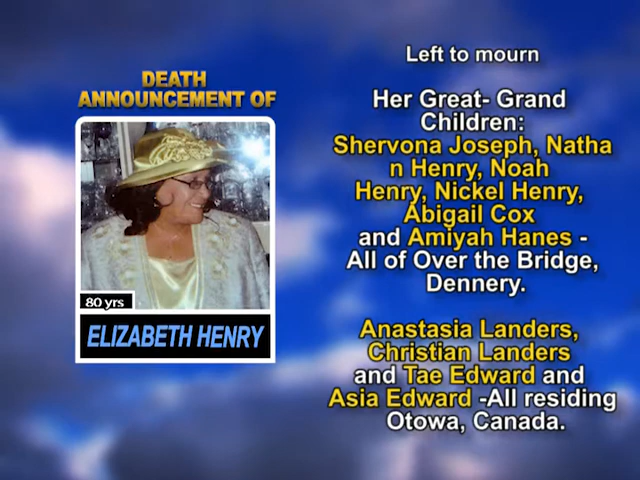 DEATH
ANNOUNCEMENT OF
80 yrs
ELIZABETH HENRY
Left to mourn
Her Great- Grand
Children:
Shervona Joseph, Natha
n Henry, Noah
Henry, Nickel Henry,
Abigail Cox
and Amiyah Hanes -
All of Over the Bridge,
Dennery.
Anastasia Landers,
Christian Landers
and Tae Edward and
Asia Edward -All residing
Otowa, Canada.